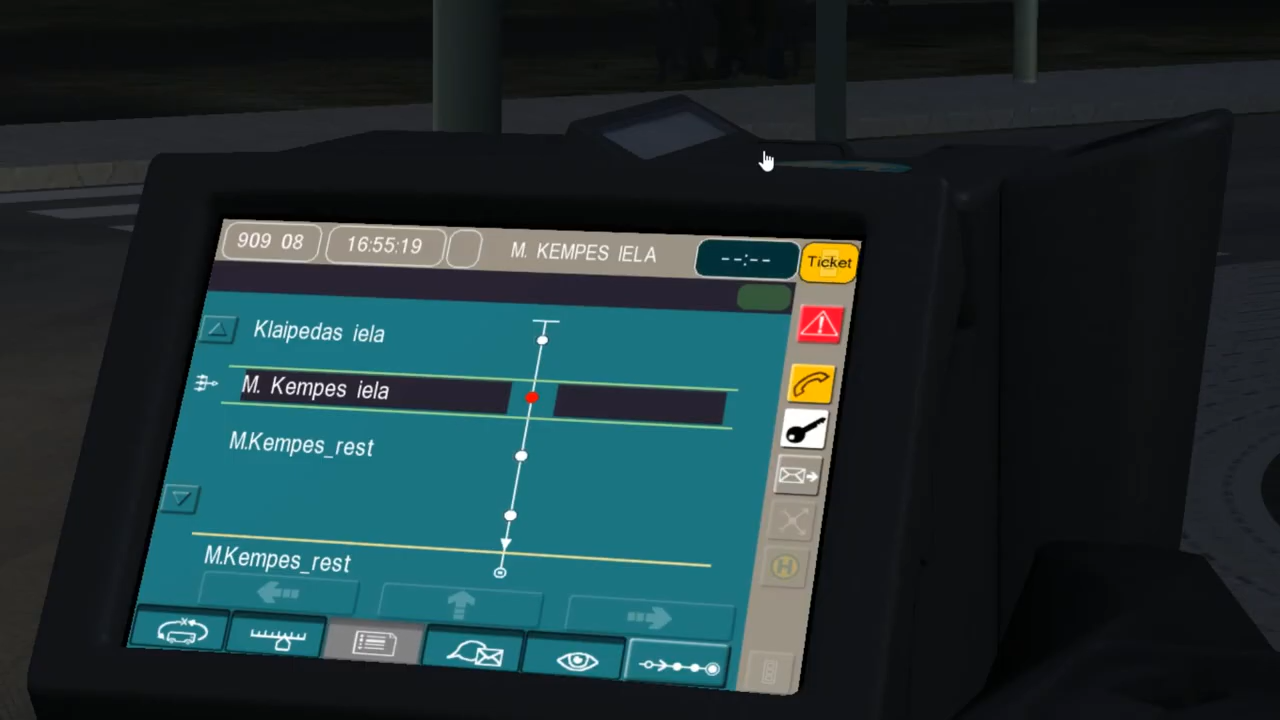 909 08
16:55:19
M. KEMPES IELA
--:--
Ticket
Klaipedas iela
M. Kempes iela
M.Kempes_rest
M.Kempes_rest
H